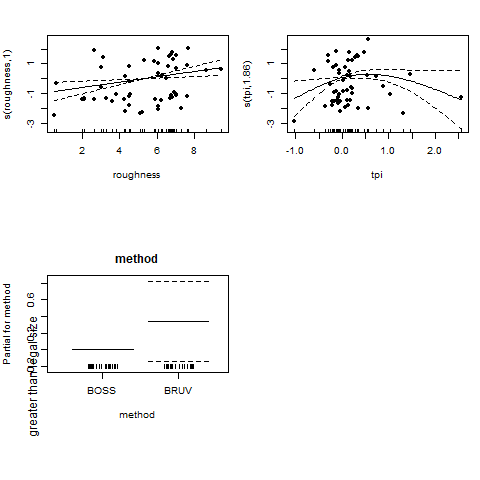 s(roughness,1)
1
-1
-3
2
4
6
8
roughness
s(tpi,1.86)
1
-1
-3
-1.0
0.0
1.0
2.0
tpi
method
Partial for method
greater than legal size
0.6
0.2
BOSS
BRUV
method